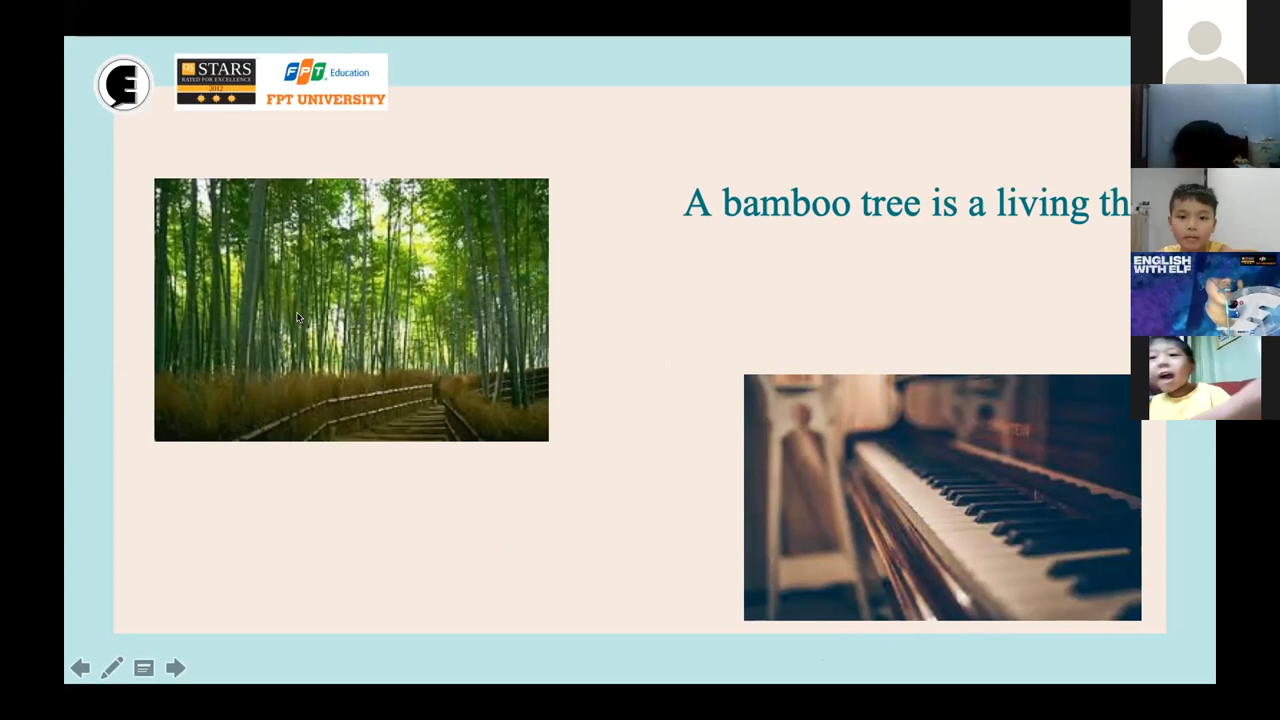 STARS
RATED FOR EXCELLENCE
2012
FPT Education
FPT UNIVERSITY
A bamboo tree is a living th
ENGLISH
WITH ELF